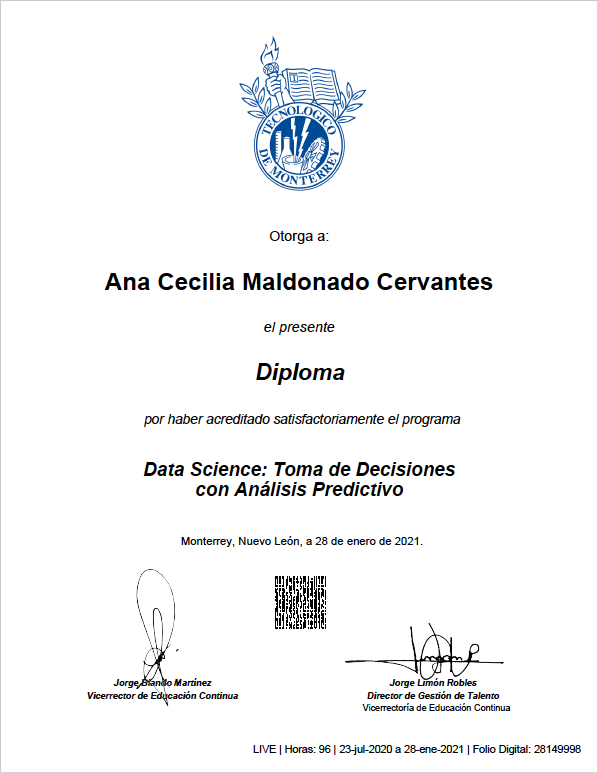 TECNOLOGICO
DE MONTERREY
Otorga a:
Ana Cecilia Maldonado Cervantes
el presente
Diploma
por haber acreditado satisfactoriamente el programa
Data Science: Toma de Decisiones
con Análisis Predictivo
Monterrey, Nuevo León, a 28 de enero de 2021.
Jorge Blando Martínez
Vicerrector de Educación Continua
Jorge Limón Robles
Director de Gestión de Talento
Vicerrectoría de Educación Continua
LIVE | Horas: 96 | 23-jul-2020 a 28-ene-2021 | Folio Digital: 28149998